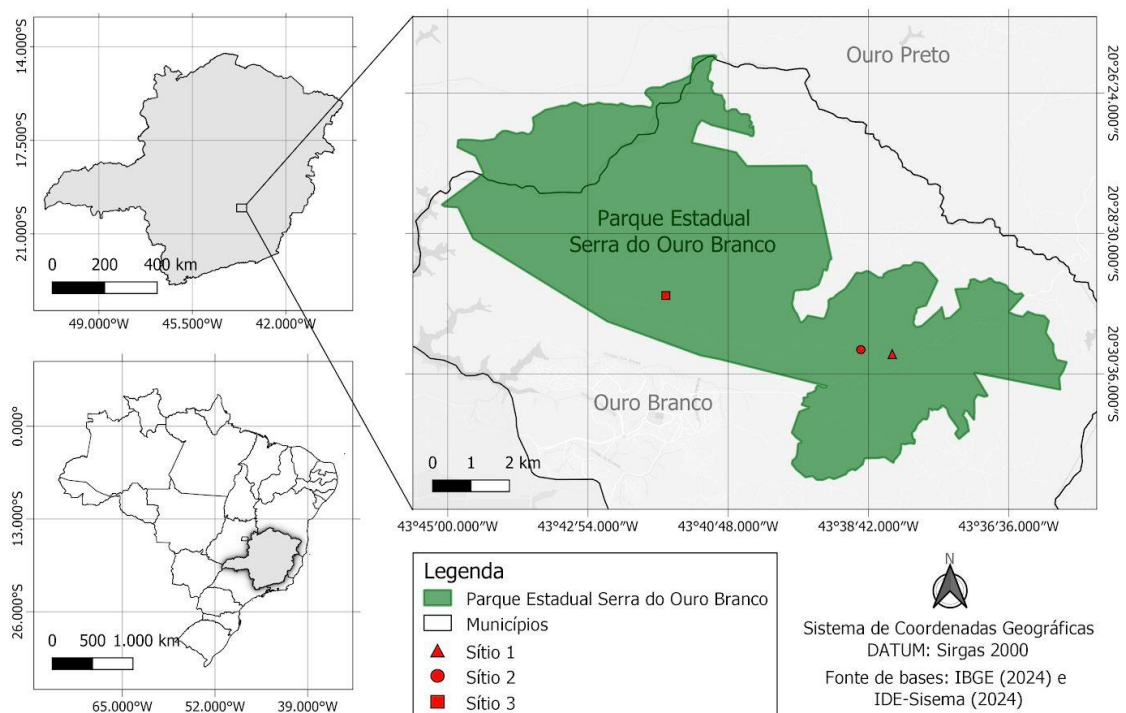 14.000°S
17.500°S
21.000°S
0 200 400 km
49.000°W 45.500°W 42.000°W
0.000°
13.000°S
26.000°S
0 500 1.000 km
65.000°W 52.000°W 39.000°W
Ouro Preto
Parque Estadual
Serra do Ouro Branco
Ouro Branco
0 1 2 km
20°26'24.000"S
20°28'30.000"S
20°30'36.000"S
43°45'00.000"W 43°42'54.000"W 43°40'48.000"W 43°38'42.000"W 43°36'36.000"W
Legenda
Parque Estadual Serra do Ouro Branco
Municípios
Sítio 1
Sítio 2
Sítio 3
N
Sistema de Coordenadas Geográficas
DATUM: Sirgas 2000
Fonte de bases: IBGE (2024) e
IDE-Sisema (2024)